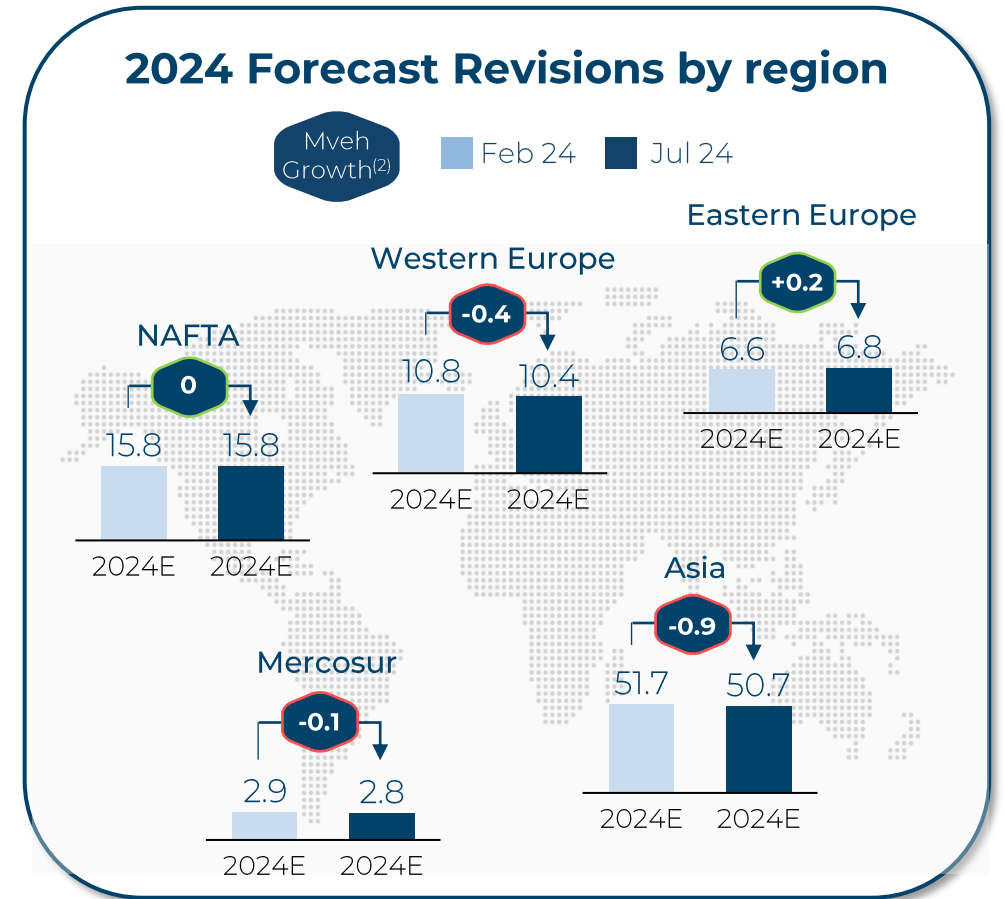 2024 Forecast Revisions by region
Mveh
Growth(2)
Feb 24
Jul 24
Eastern Europe
+0.2
6.6
6.8
2024E
2024E
Western Europe
-0.4
10.8
10.4
2024E
2024E
NAFTA
0
15.8
15.8
2024E
2024E
Asia
-0.9
51.7
50.7
2024E
2024E
Mercosur
-0.1
2.9
2.8
2024E
2024E